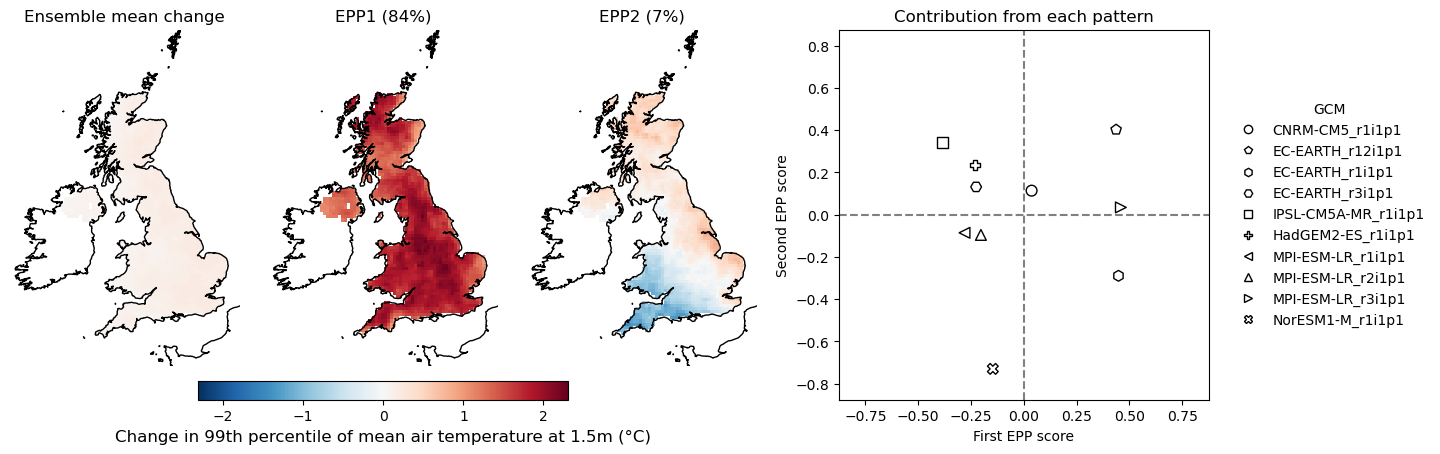 Ensemble mean change
EPP1 (84%)
EPP2 (7%)
−2
−1
0
1
2
Change in 99th percentile of mean air temperature at 1.5m (°C)
Contribution from each pattern
Second EPP score
0.8
0.6
0.4
0.2
0.0
−0.2
−0.4
−0.6
−0.8
−0.75
−0.50
−0.25
0.00
0.25
0.50
0.75
First EPP score
GCM
CNRM-CM5_r1i1p1
EC-EARTH_r12i1p1
EC-EARTH_r1i1p1
EC-EARTH_r3i1p1
IPSL-CM5A-MR_r1i1p1
HadGEM2-ES_r1i1p1
MPI-ESM-LR_r1i1p1
MPI-ESM-LR_r2i1p1
MPI-ESM-LR_r3i1p1
NorESM1-M_r1i1p1